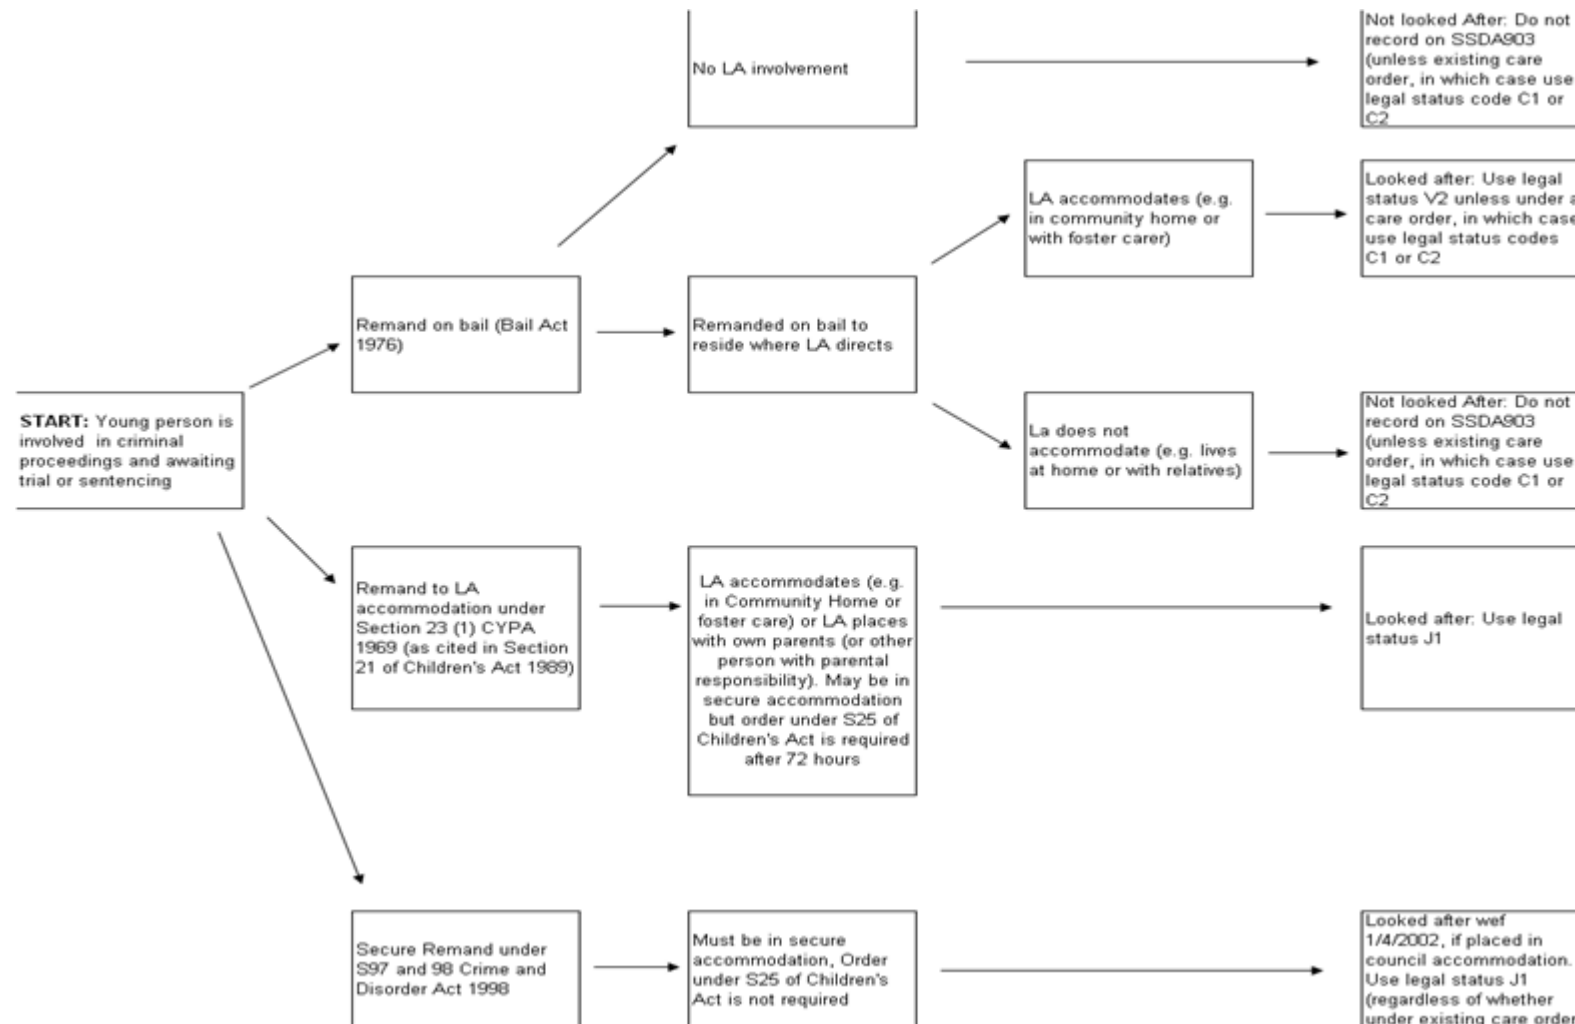 Not looked After: Do not
record on SSDA903
(unless existing care
order, in which case use
legal status code C1 or
C2
No LA involvement
LA accommodates (e.g.
in community home or
with foster carer)
Looked after: Use legal
status V2 unless under a
care order, in which case
use legal status codes
C1 or C2
Remand on bail (Bail Act
1976)
Remanded on bail to
reside where LA directs
START: Young person is
involved in criminal
proceedings and awaiting
trial or sentencing
La does not
accommodate (e.g. lives
at home or with relatives)
Not looked After: Do not
record on SSDA903
(unless existing care
order, in which case use
legal status code C1 or
C2
Remand to LA
accommodation under
Section 23 (1) CYPA
1969 (as cited in Section
21 of Children's Act 1989)
LA accommodates (e.g.
in Community Home or
foster care) or LA places
with own parents (or other
person with parental
responsibility). May be in
secure accommodation
but order under S25 of
Children's Act is required
after 72 hours
Looked after: Use legal
status J1
Secure Remand under
S97 and 98 Crime and
Disorder Act 1998
Must be in secure
accommodation, Order
under S25 of Children's
Act is not required
Looked after wef
1/4/2002, if placed in
council accommodation.
Use legal status J1
(regardless of whether
under existing care order